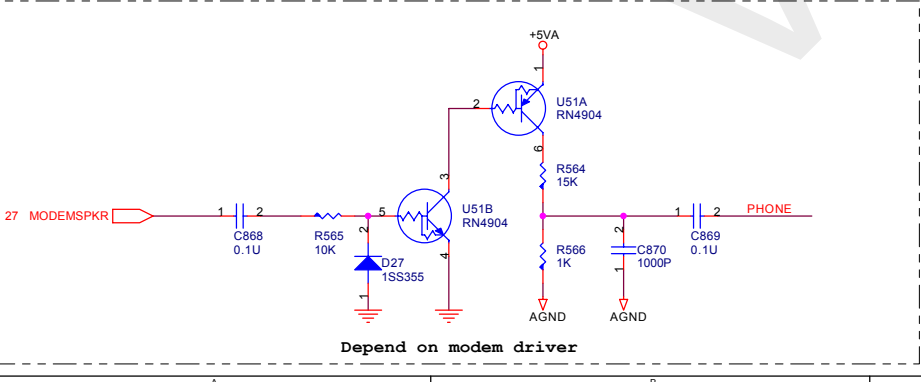 +5VA
1
2
U51A
RN4904
6
3
R564
15K
27 MODEMSPKR
1
2
5
U51B
RN4904
1
2
PHONE
C868
0.1U
R565
10K
2
D27
1SS355
1
4
R566
1K
2
C870
1000P
1
C869
0.1U
AGND
AGND
Depend on modem driver